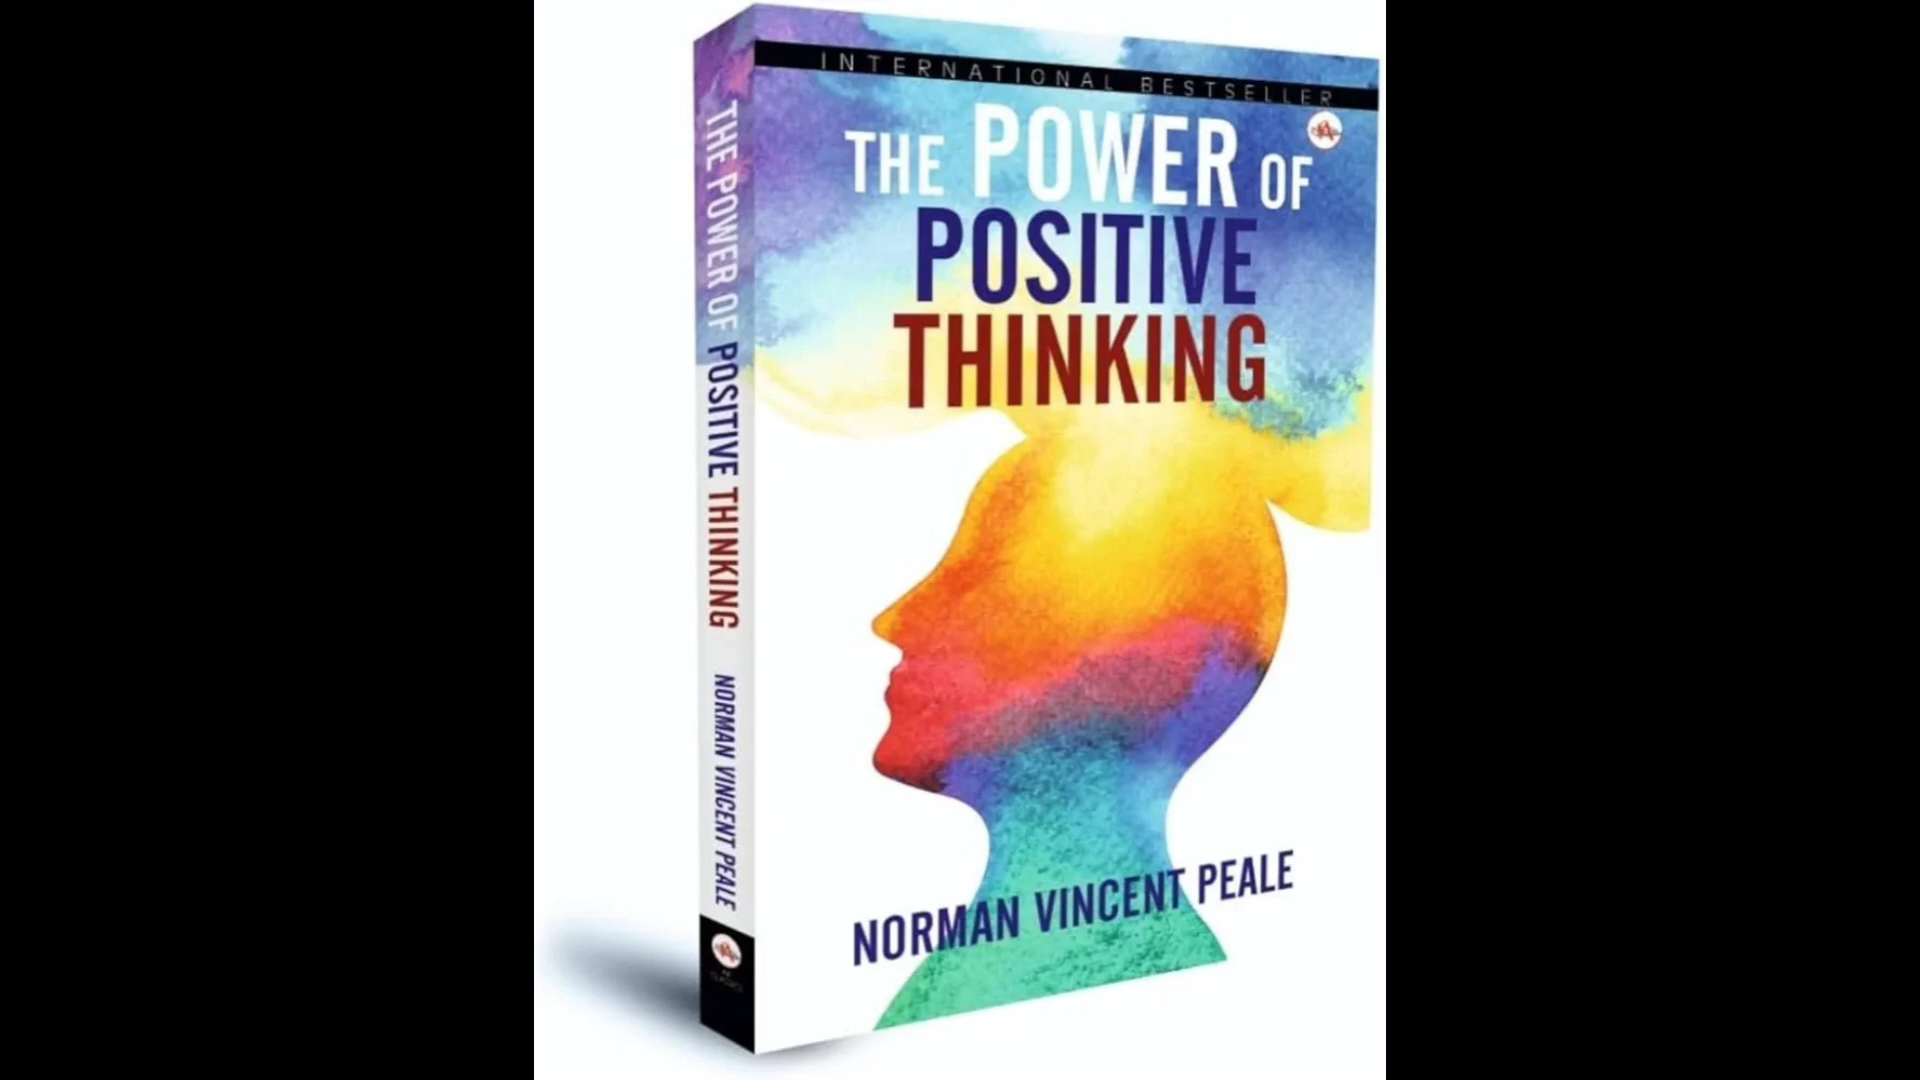 INTERNATIONAL BESTSELLER
THE POWER OF
POSITIVE
THINKING
NORMAN VINCENT PEALE
THE POWER OF POSITIVE THINKING
NORMAN VINCENT PEALE